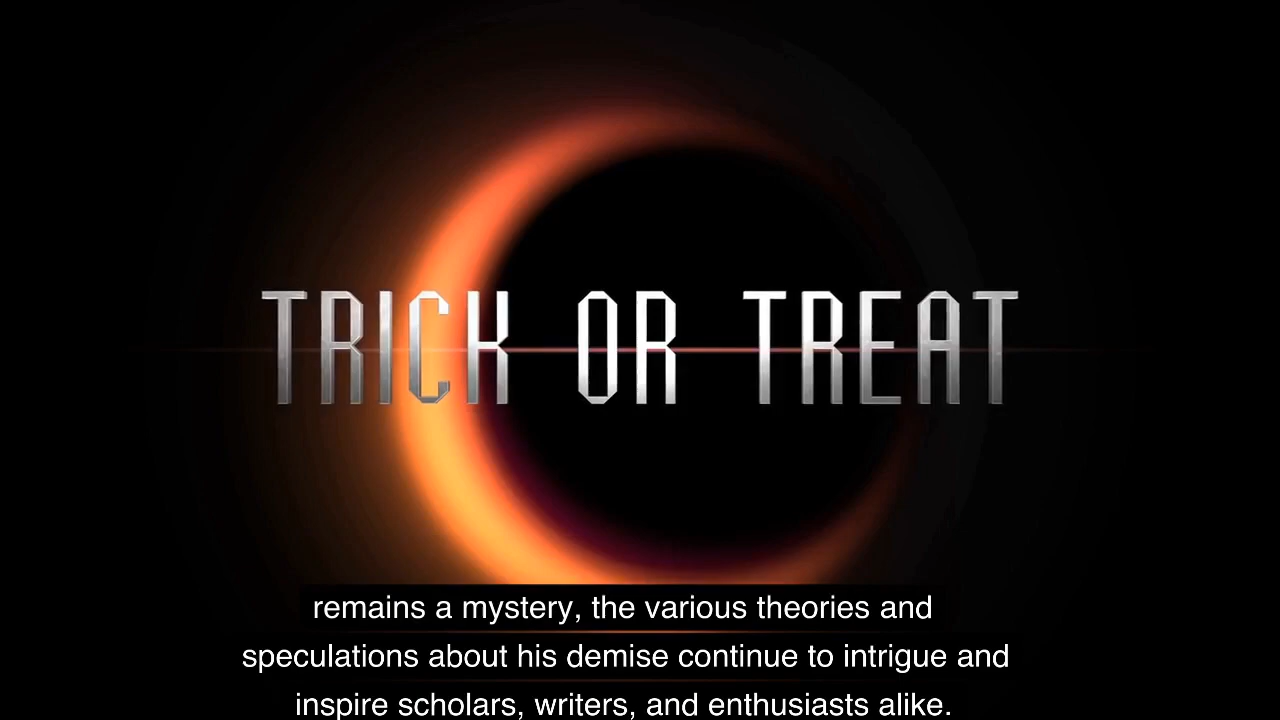 TRICK OR TREAT
remains a mystery, the various theories and
speculations about his demise continue to intrigue and
inspire scholars, writers, and enthusiasts alike.